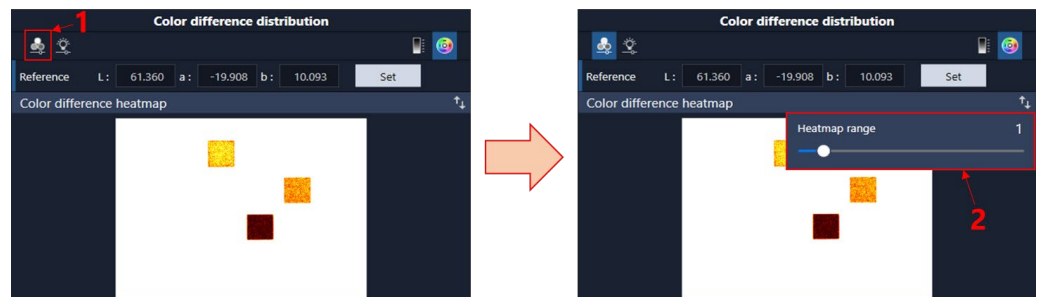 Color difference distribution
1
Reference L: 61.360 a: -19.908 b: 10.093 Set
Color difference heatmap
Color difference distribution
Reference L: 61.360 a: -19.908 b: 10.093 Set
Color difference heatmap
Heatmap range 1
2